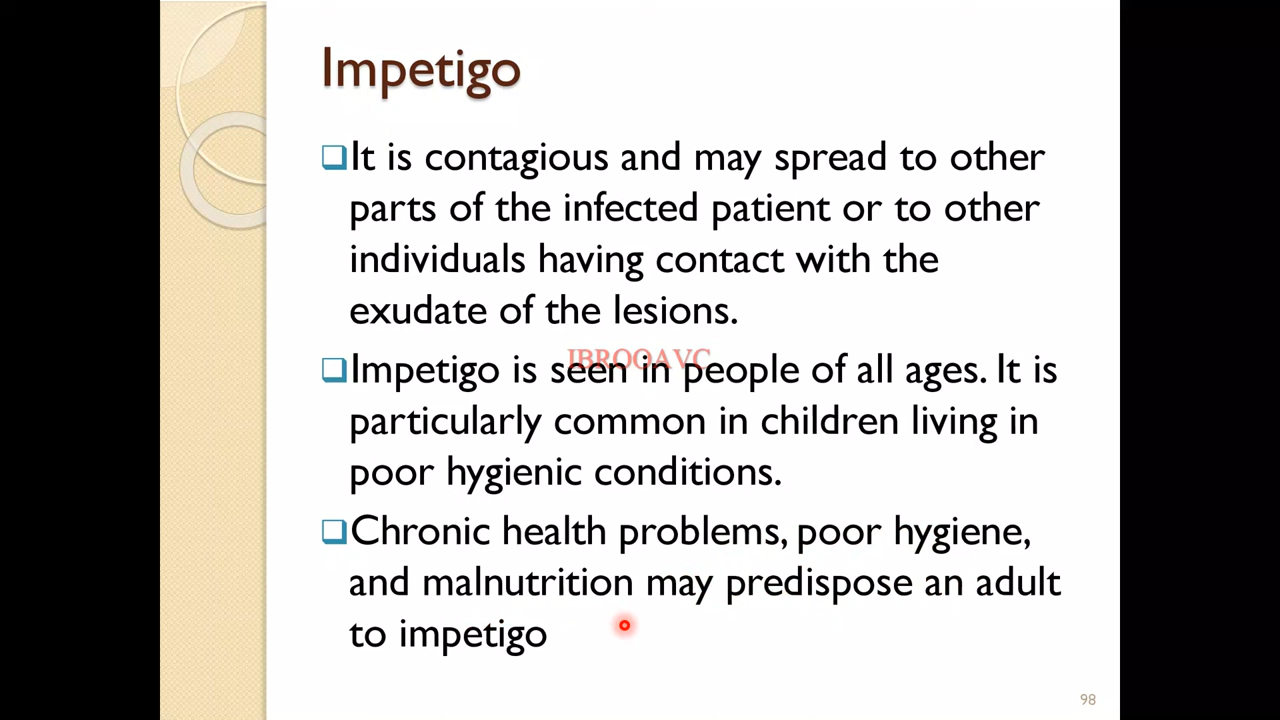 Impetigo
It is contagious and may spread to other
parts of the infected patient or to other
individuals having contact with the
exudate of the lesions.
JBROOAVC
Impetigo is seen in people of all ages. It is
particularly common in children living in
poor hygienic conditions.
Chronic health problems, poor hygiene,
and malnutrition may predispose an adult
to impetigo
98